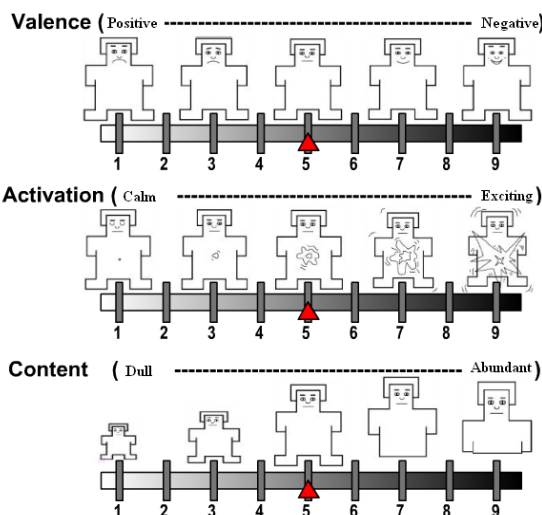 Valence ( Positive ------------------------------------ Negative)
1 2 3 4 5 6 7 8 9
Activation ( Calm ------------------------------------ Exciting )
1 2 3 4 5 6 7 8 9
Content ( Dull ------------------------------------ Abundant )
1 2 3 4 5 6 7 8 9